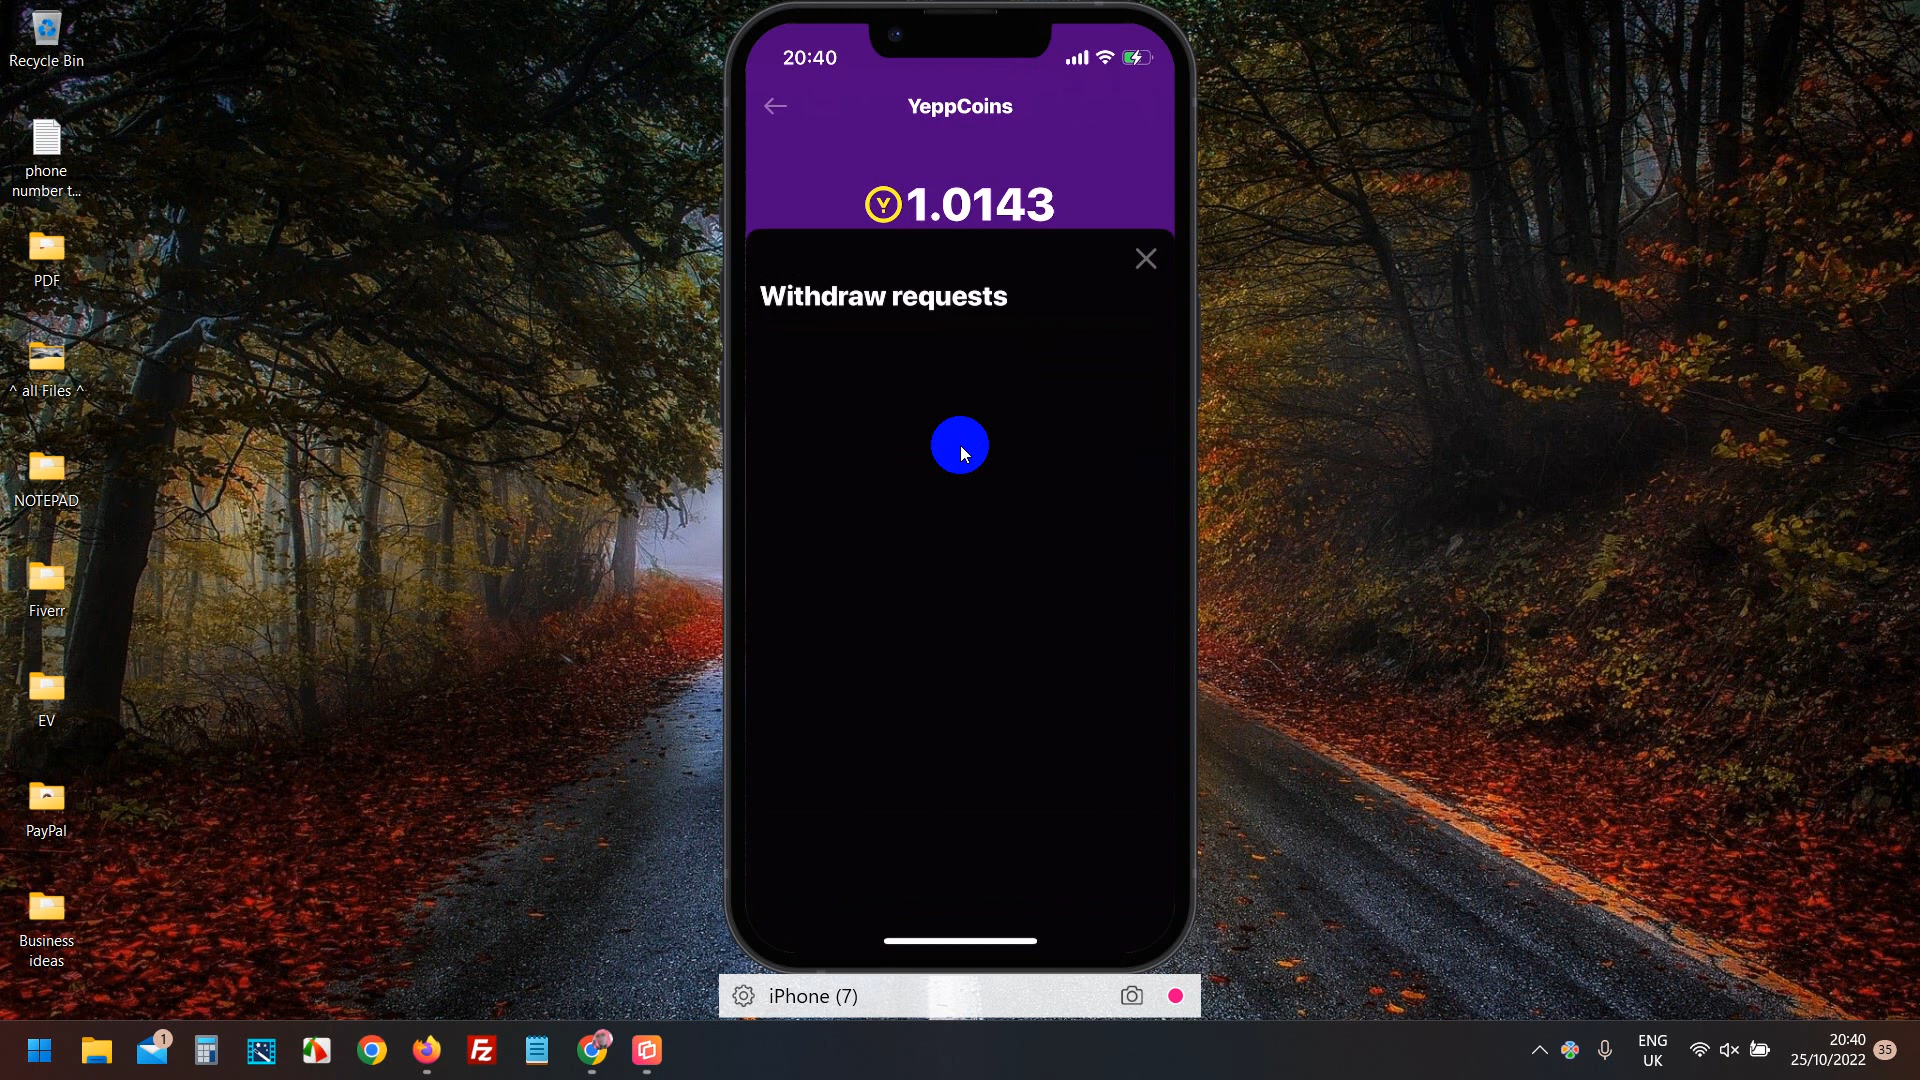 Recycle Bin
phone
number t...
PDF
^ all Files ^
NOTEPAD
Fiverr
EV
PayPal
Business
ideas
20:40
YeppCoins
1.0143
Withdraw requests
iPhone (7)
1
ENG
UK
20:40
25/10/2022
35